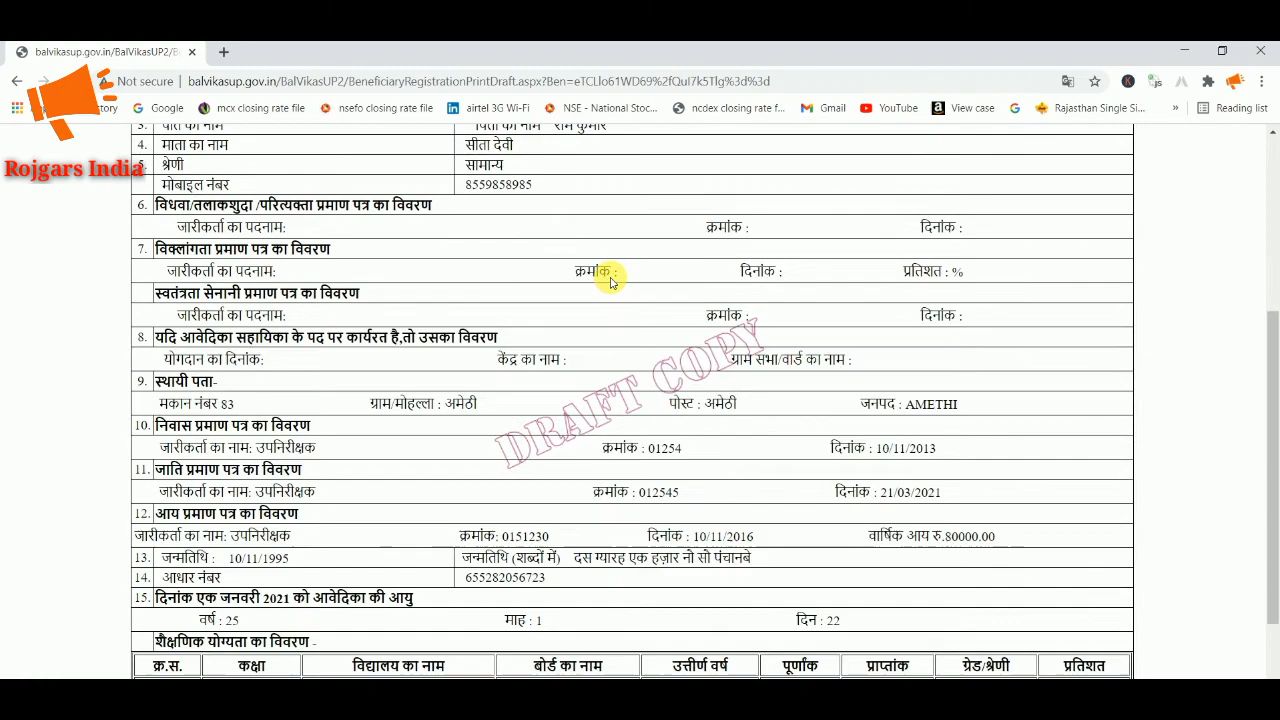 balvikasup.gov.in/BalVikasUP2/Be
Not secure | balvikasup.gov.in/BalVikasUP2/BeneficiaryRegistrationPrintDraft.aspx?Ben=eTCLlo61WD69%2fQuI7k5TIg%3d%3d
history Google mcx closing rate file nsefo closing rate file airtel 3G Wi-Fi NSE - National Stoc... ncdex closing rate f... Gmail YouTube View case Rajasthan Single Si... » Reading list
Rojgars India
3. पति का नाम पिता का नाम राम कुमार
4. माता का नाम सीता देवी
5. श्रेणी सामान्य
मोबाइल नंबर 8559858985
6. विधवा/तलाकशुदा /परित्यक्ता प्रमाण पत्र का विवरण
जारीकर्ता का पदनाम: क्रमांक : दिनांक :
7. विक्लांगता प्रमाण पत्र का विवरण
जारीकर्ता का पदनाम: क्रमांक : दिनांक : प्रतिशत : %
स्वतंत्रता सेनानी प्रमाण पत्र का विवरण
जारीकर्ता का पदनाम: क्रमांक : दिनांक :
8. यदि आवेदिका सहायिका के पद पर कार्यरत है,तो उसका विवरण
योगदान का दिनांक: केंद्र का नाम : ग्राम सभा/वार्ड का नाम :
9. स्थायी पता-
मकान नंबर 83 ग्राम/मोहल्ला : अमेठी पोस्ट : अमेठी जनपद : AMETHI
10. निवास प्रमाण पत्र का विवरण
जारीकर्ता का नाम: उपनिरीक्षक क्रमांक : 01254 दिनांक : 10/11/2013
11. जाति प्रमाण पत्र का विवरण
जारीकर्ता का नाम: उपनिरीक्षक क्रमांक : 012545 दिनांक : 21/03/2021
12. आय प्रमाण पत्र का विवरण
जारीकर्ता का नाम: उपनिरीक्षक क्रमांक: 0151230 दिनांक : 10/11/2016 वार्षिक आय रु.80000.00
13. जन्मतिथि : 10/11/1995 जन्मतिथि (शब्दों में) दस ग्यारह एक हज़ार नो सो पंचानबे
14. आधार नंबर 655282056723
15. दिनांक एक जनवरी 2021 को आवेदिका की आयु
वर्ष : 25 माह : 1 दिन : 22
शैक्षणिक योग्यता का विवरण -
क्र.स. कक्षा विद्यालय का नाम बोर्ड का नाम उत्तीर्ण वर्ष पूर्णांक प्राप्तांक ग्रेड/श्रेणी प्रतिशत
DRAFT COPY